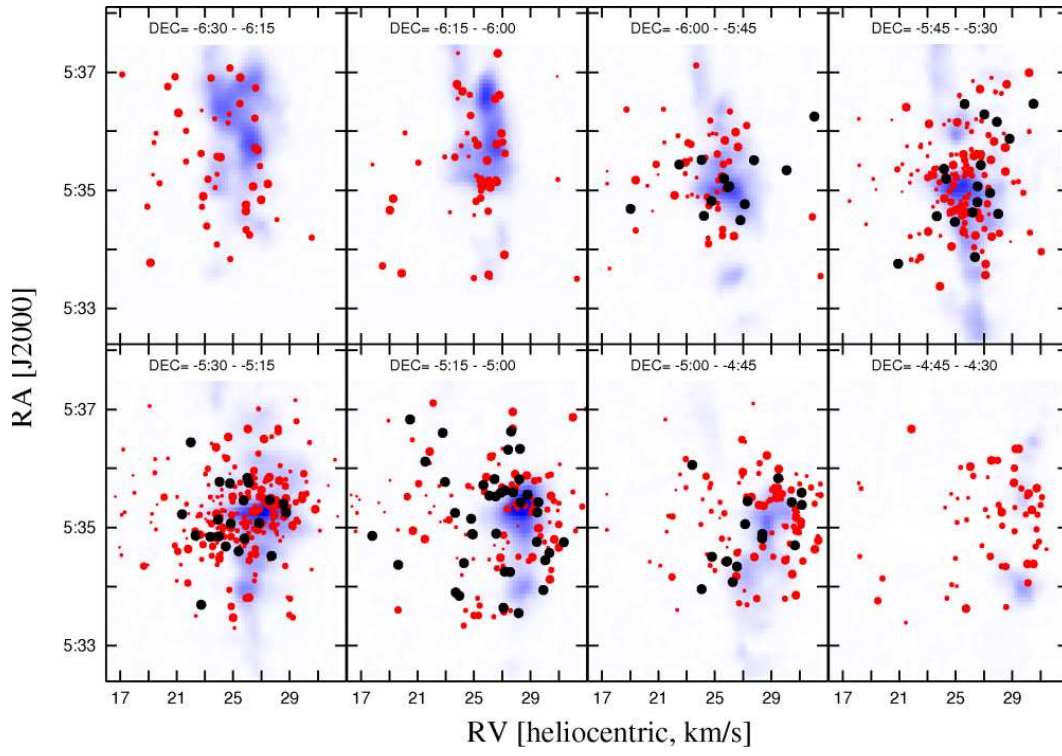 DEC= -6:30 - -6:15
DEC= -6:15 - -6:00
DEC= -6:00 - -5:45
DEC= -5:45 - -5:30
5:37
5:35
5:33
DEC= -5:30 - -5:15
DEC= -5:15 - -5:00
DEC= -5:00 - -4:45
DEC= -4:45 - -4:30
5:37
5:35
5:33
RA [J2000]
17 21 25 29 17 21 25 29 17 21 25 29 17 21 25 29
RV [heliocentric, km/s]